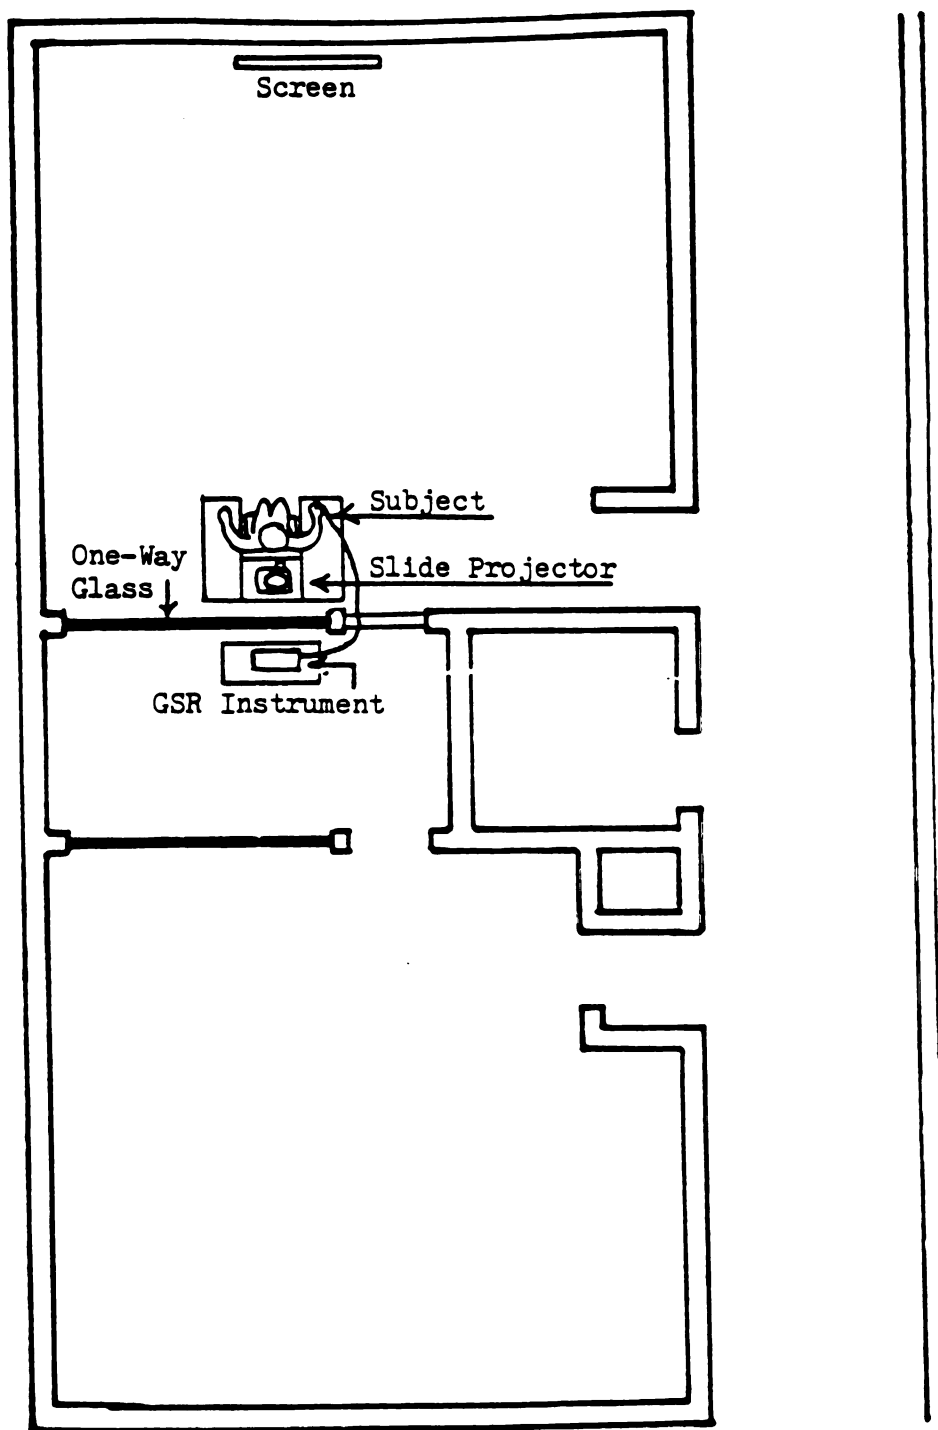 Screen
Subject
One-Way
Glass
Slide Projector
GSR Instrument